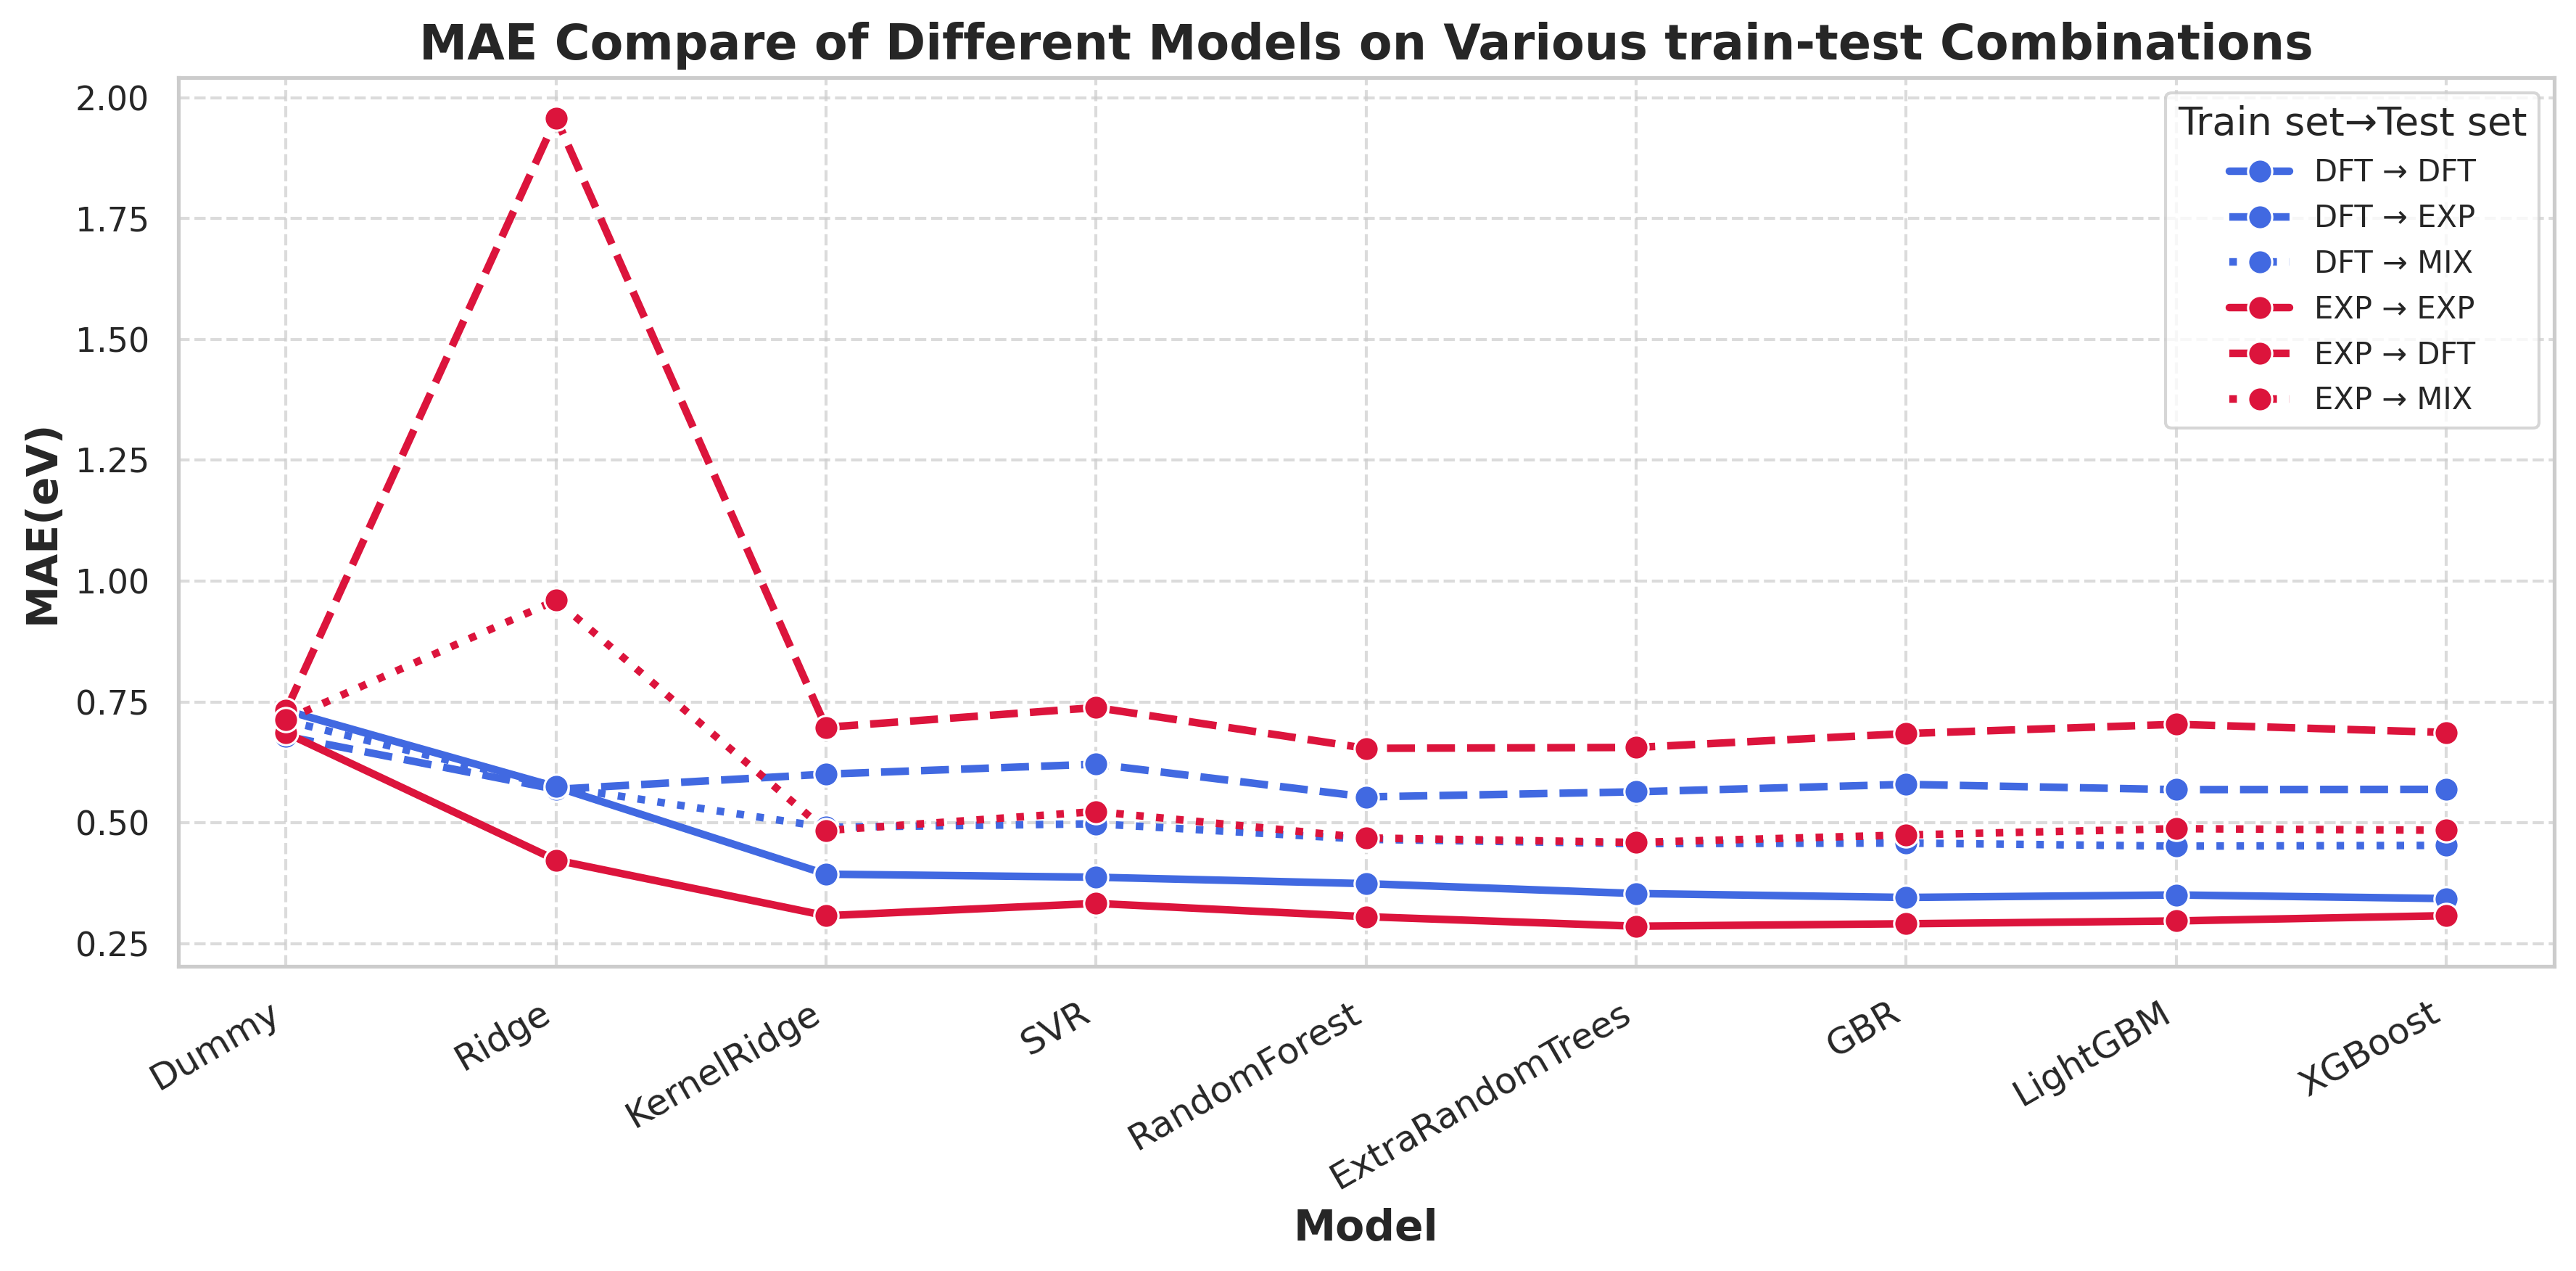 MAE Compare of Different Models on Various train-test Combinations
MAE(eV)
2.00
1.75
1.50
1.25
1.00
0.75
0.50
0.25
Train set→Test set
DFT → DFT
DFT → EXP
DFT → MIX
EXP → EXP
EXP → DFT
EXP → MIX
Dummy
Ridge
KernelRidge
SVR
RandomForest
ExtraRandomTrees
GBR
LightGBM
XGBoost
Model